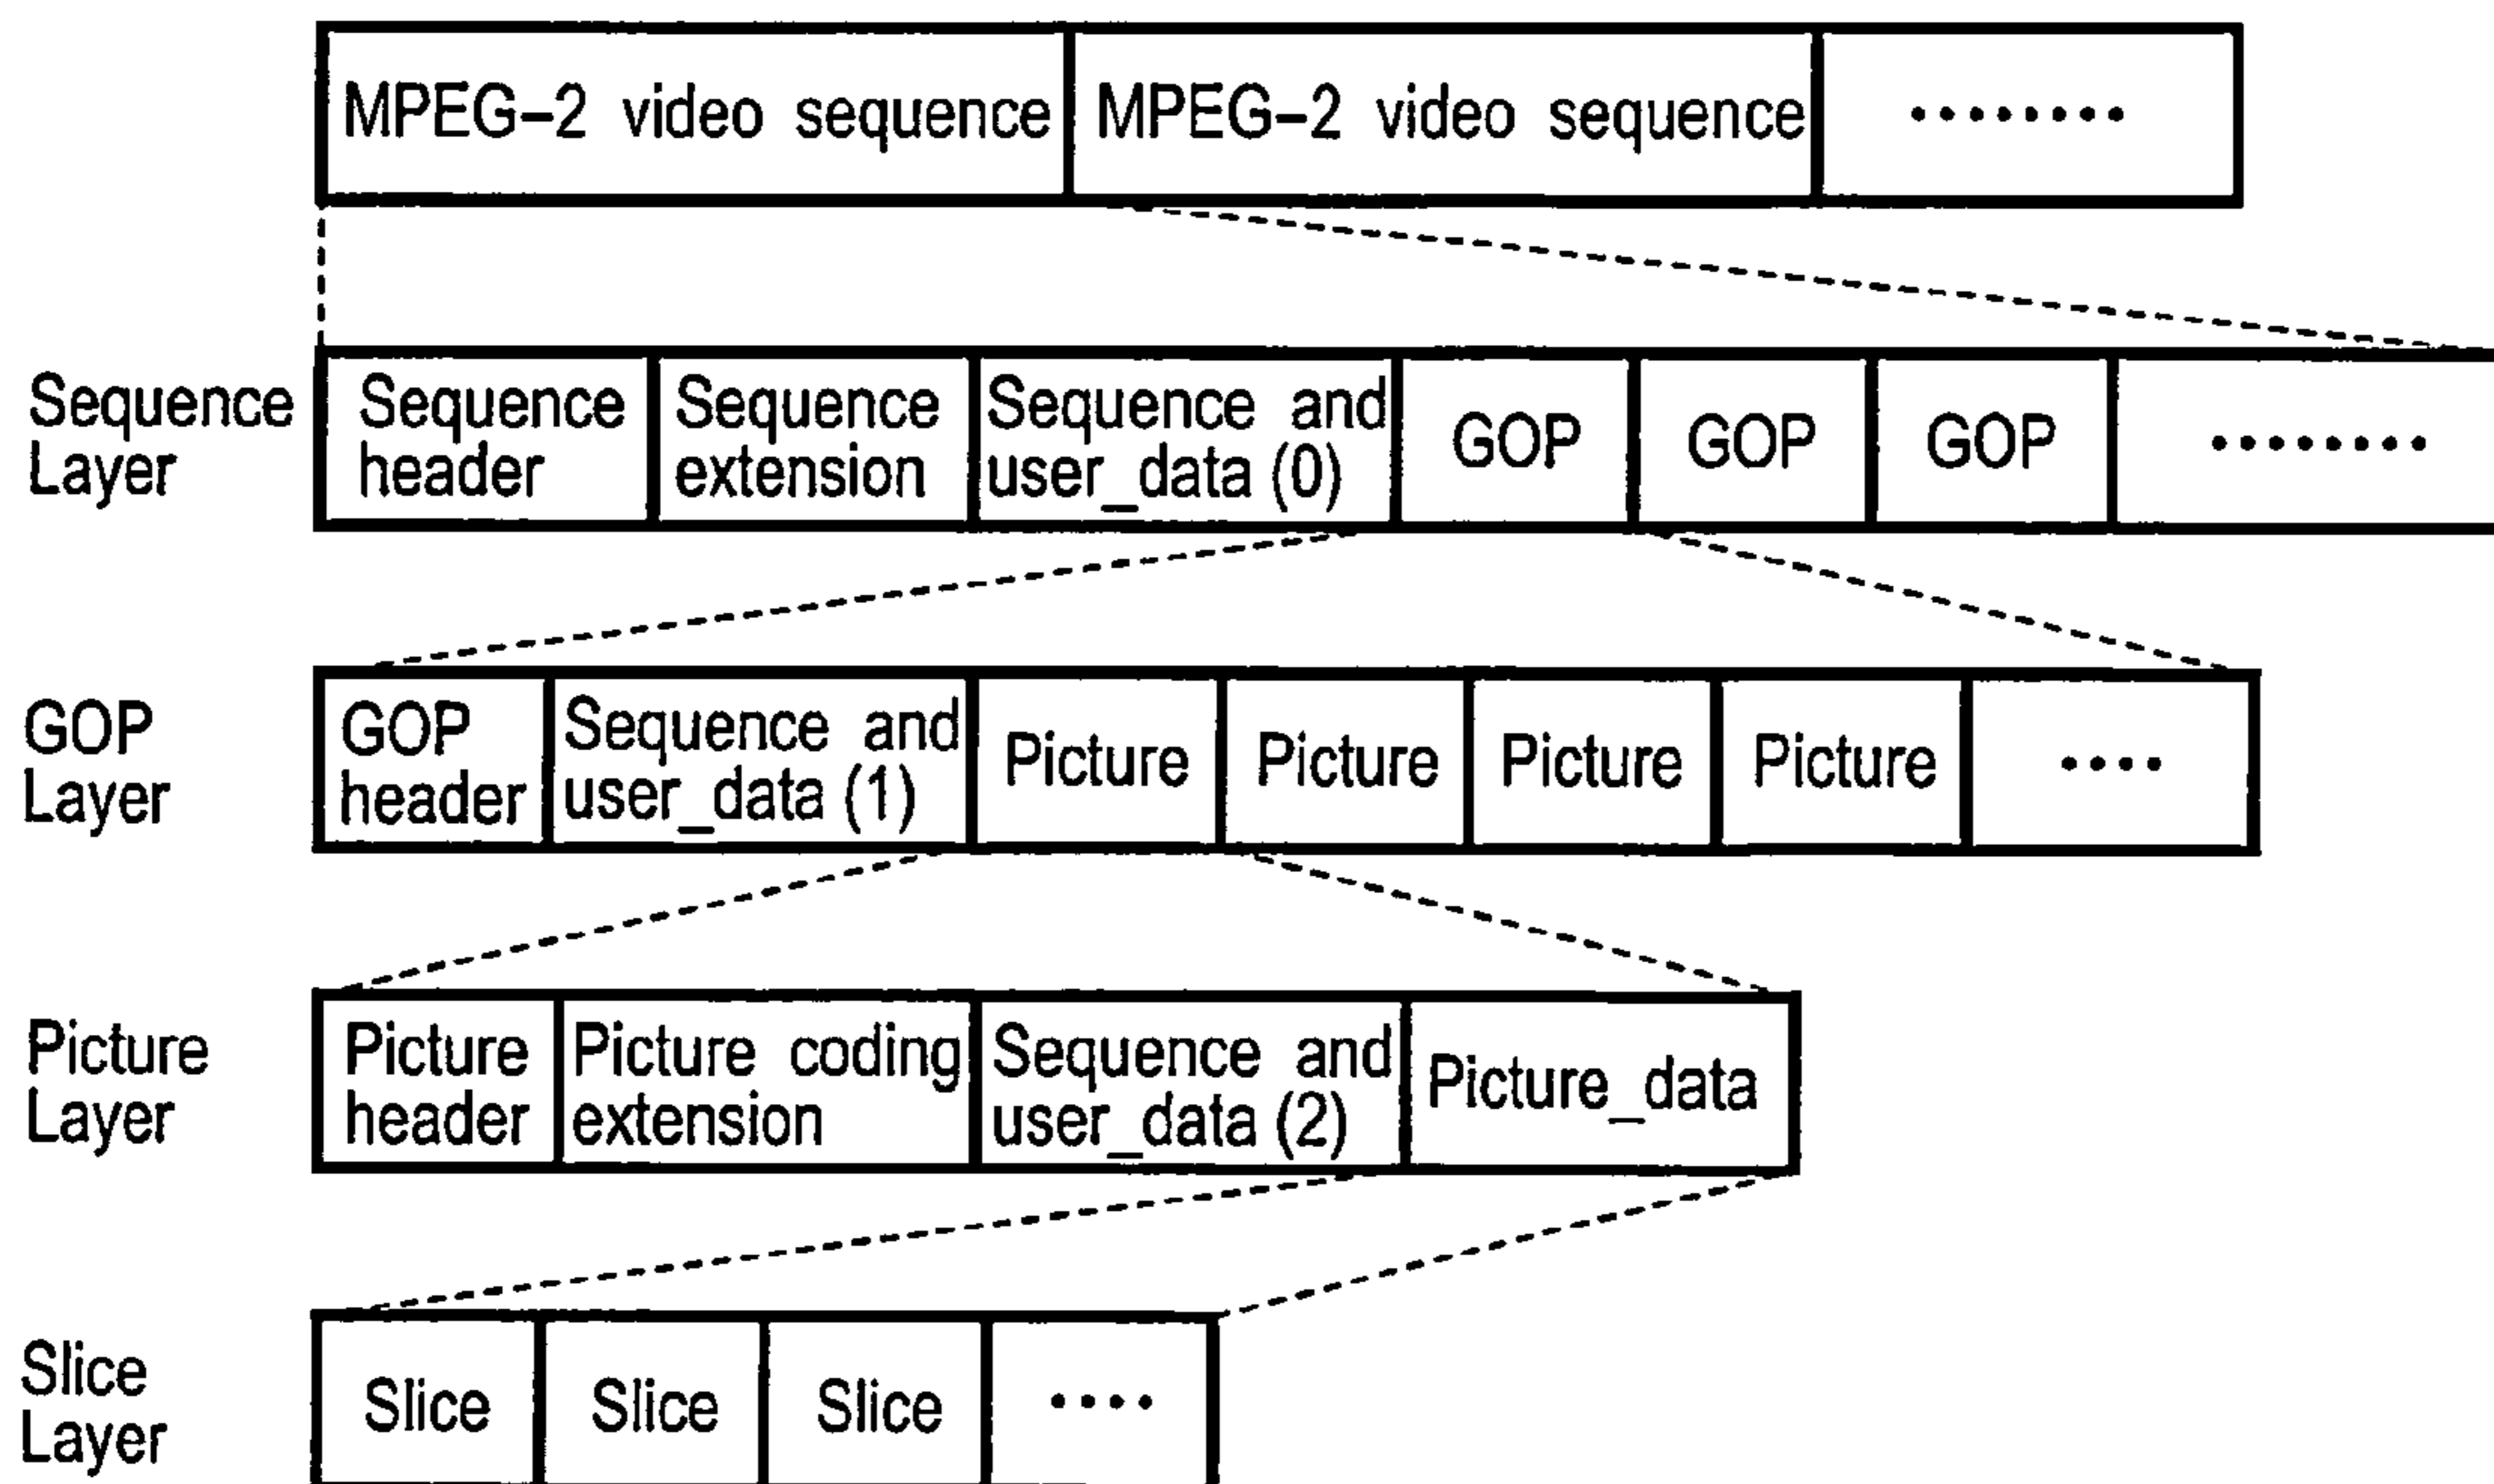 MPEG–2 video sequence
MPEG–2 video sequence
••••••••
Sequence
Layer
Sequence
header
Sequence
extension
Sequence and
user_data (0)
GOP
GOP
GOP
••••••••
GOP
Layer
GOP
header
Sequence and
user_data (1)
Picture
Picture
Picture
Picture
••••
Picture
Layer
Picture
header
Picture coding
extension
Sequence and
user_data (2)
Picture_data
Slice
Layer
Slice
Slice
Slice
••••